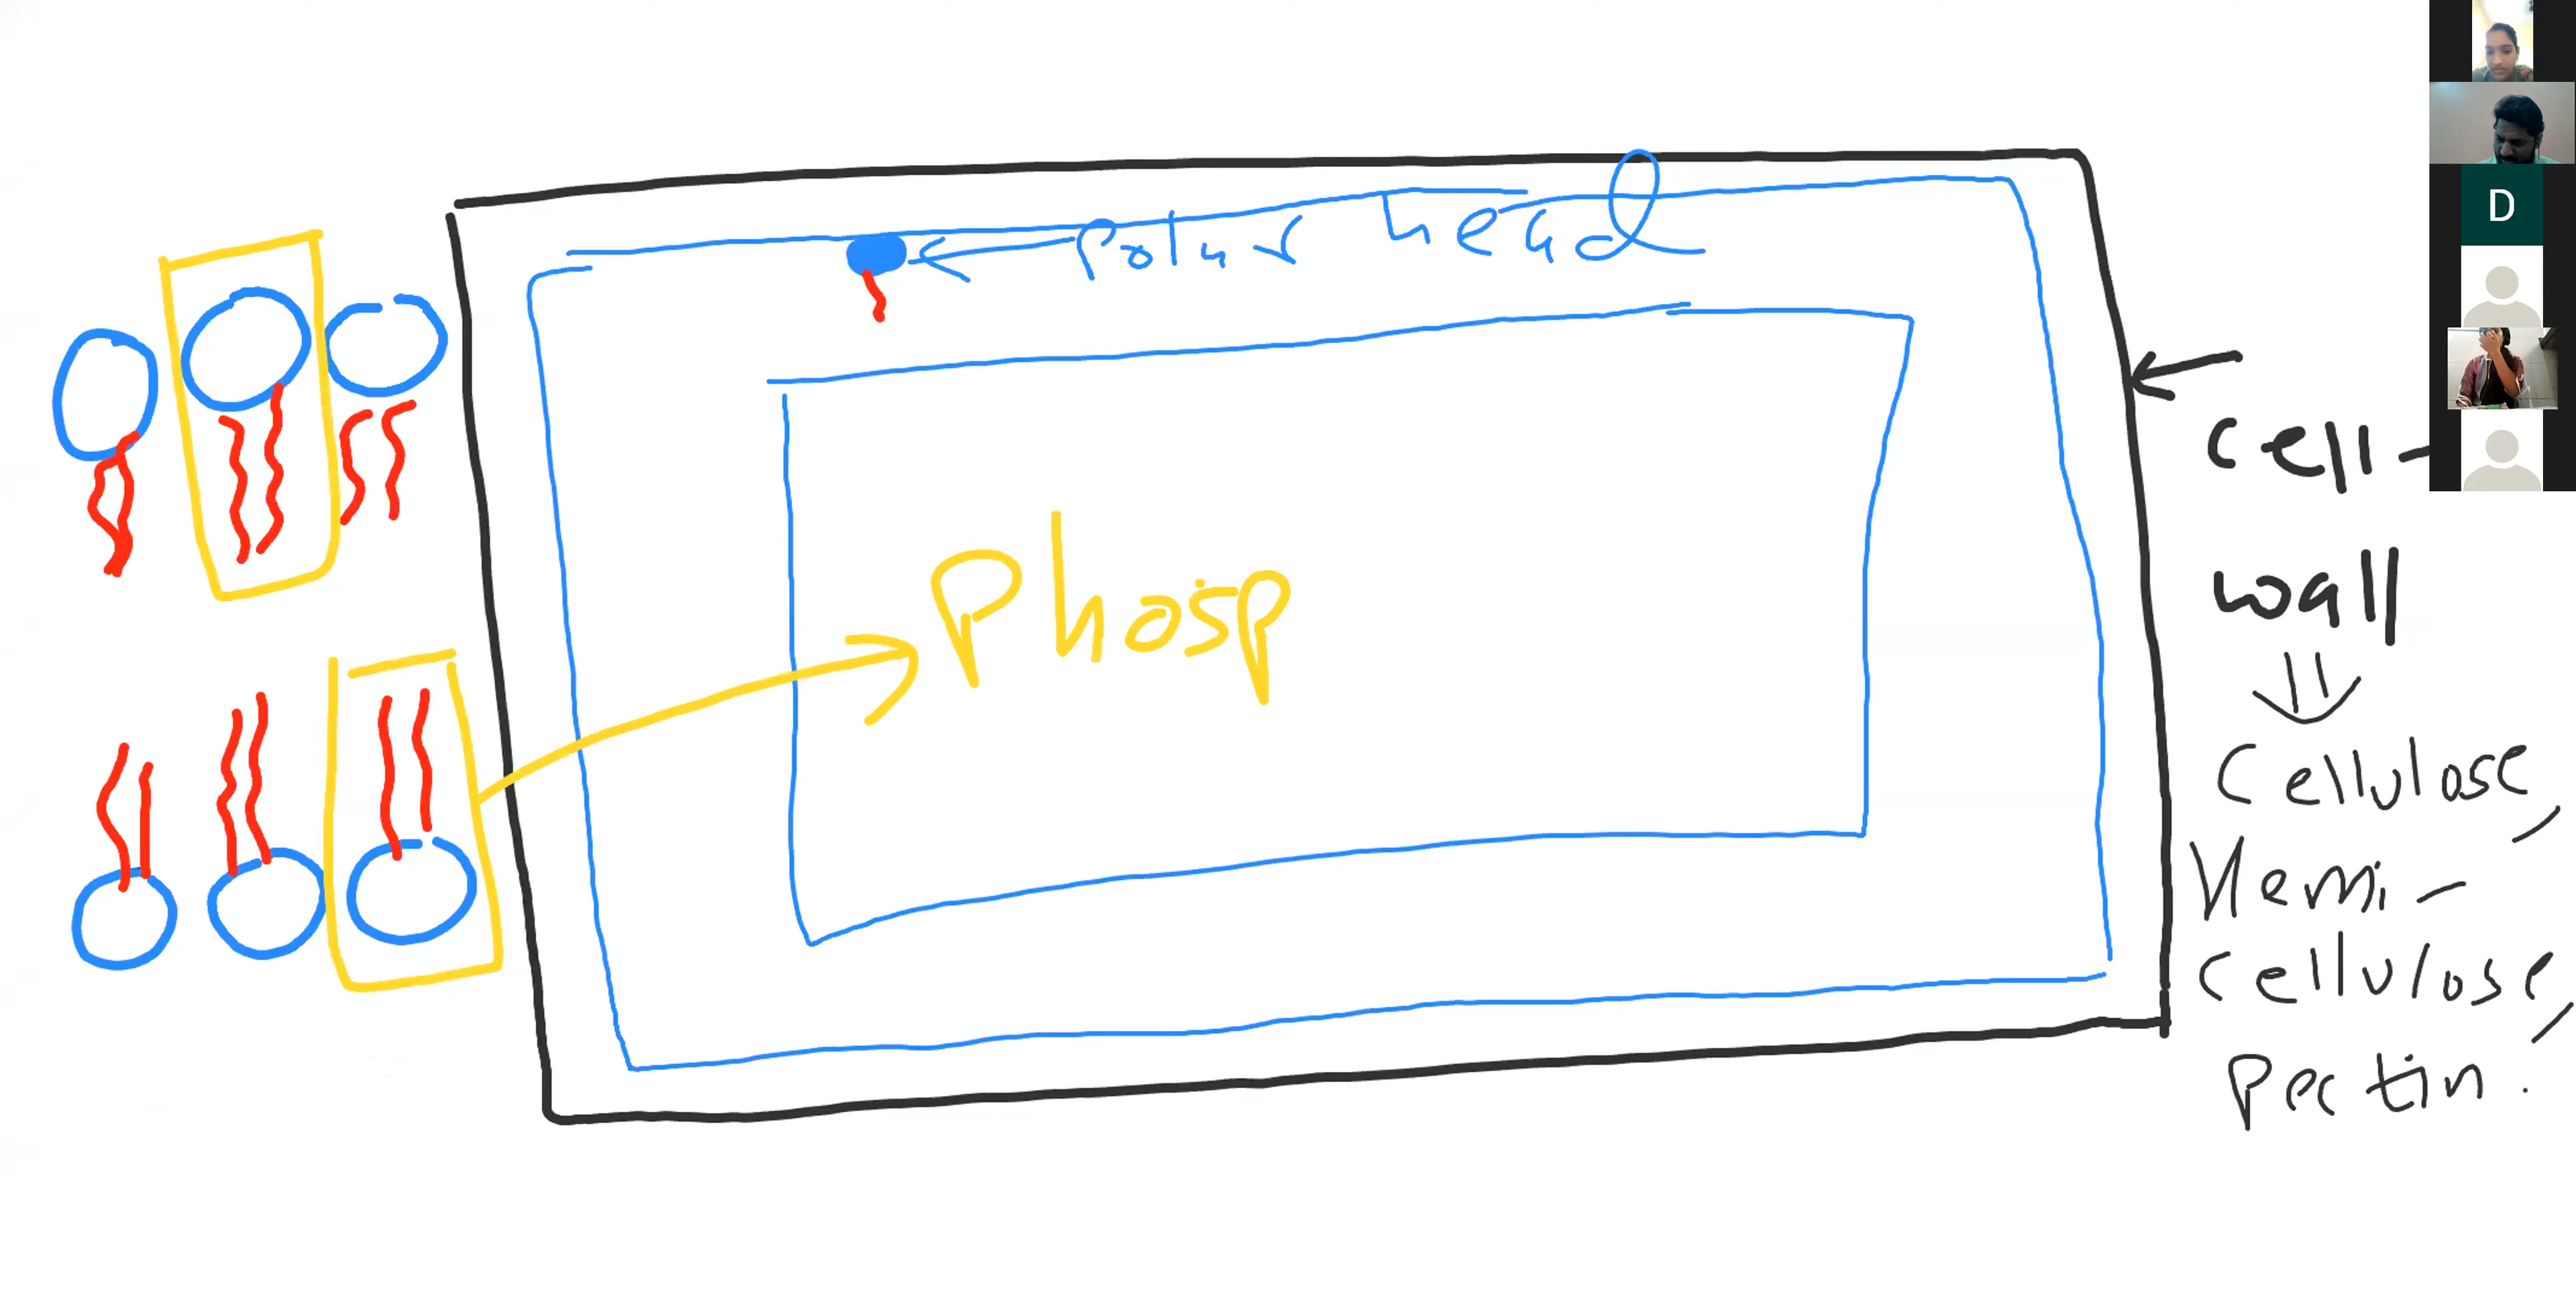 Polar head
Phosp
cell-
wall
Cellulose,
Hemi-
cellulose,
pectin.
D